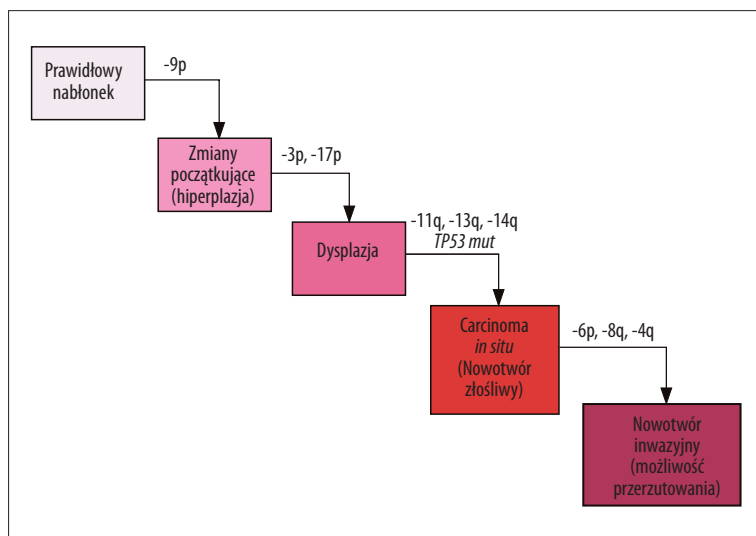 Prawidłowy
nabłonek
-9p
Zmiany
początkujące
(hiperplazja)
-3p, -17p
Dysplazja
-11q, -13q, -14q
TP53 mut
Carcinoma
in situ
(Nowotwór
złośliwy)
-6p, -8q, -4q
Nowotwór
inwazyjny
(możliwość
przerzutowania)